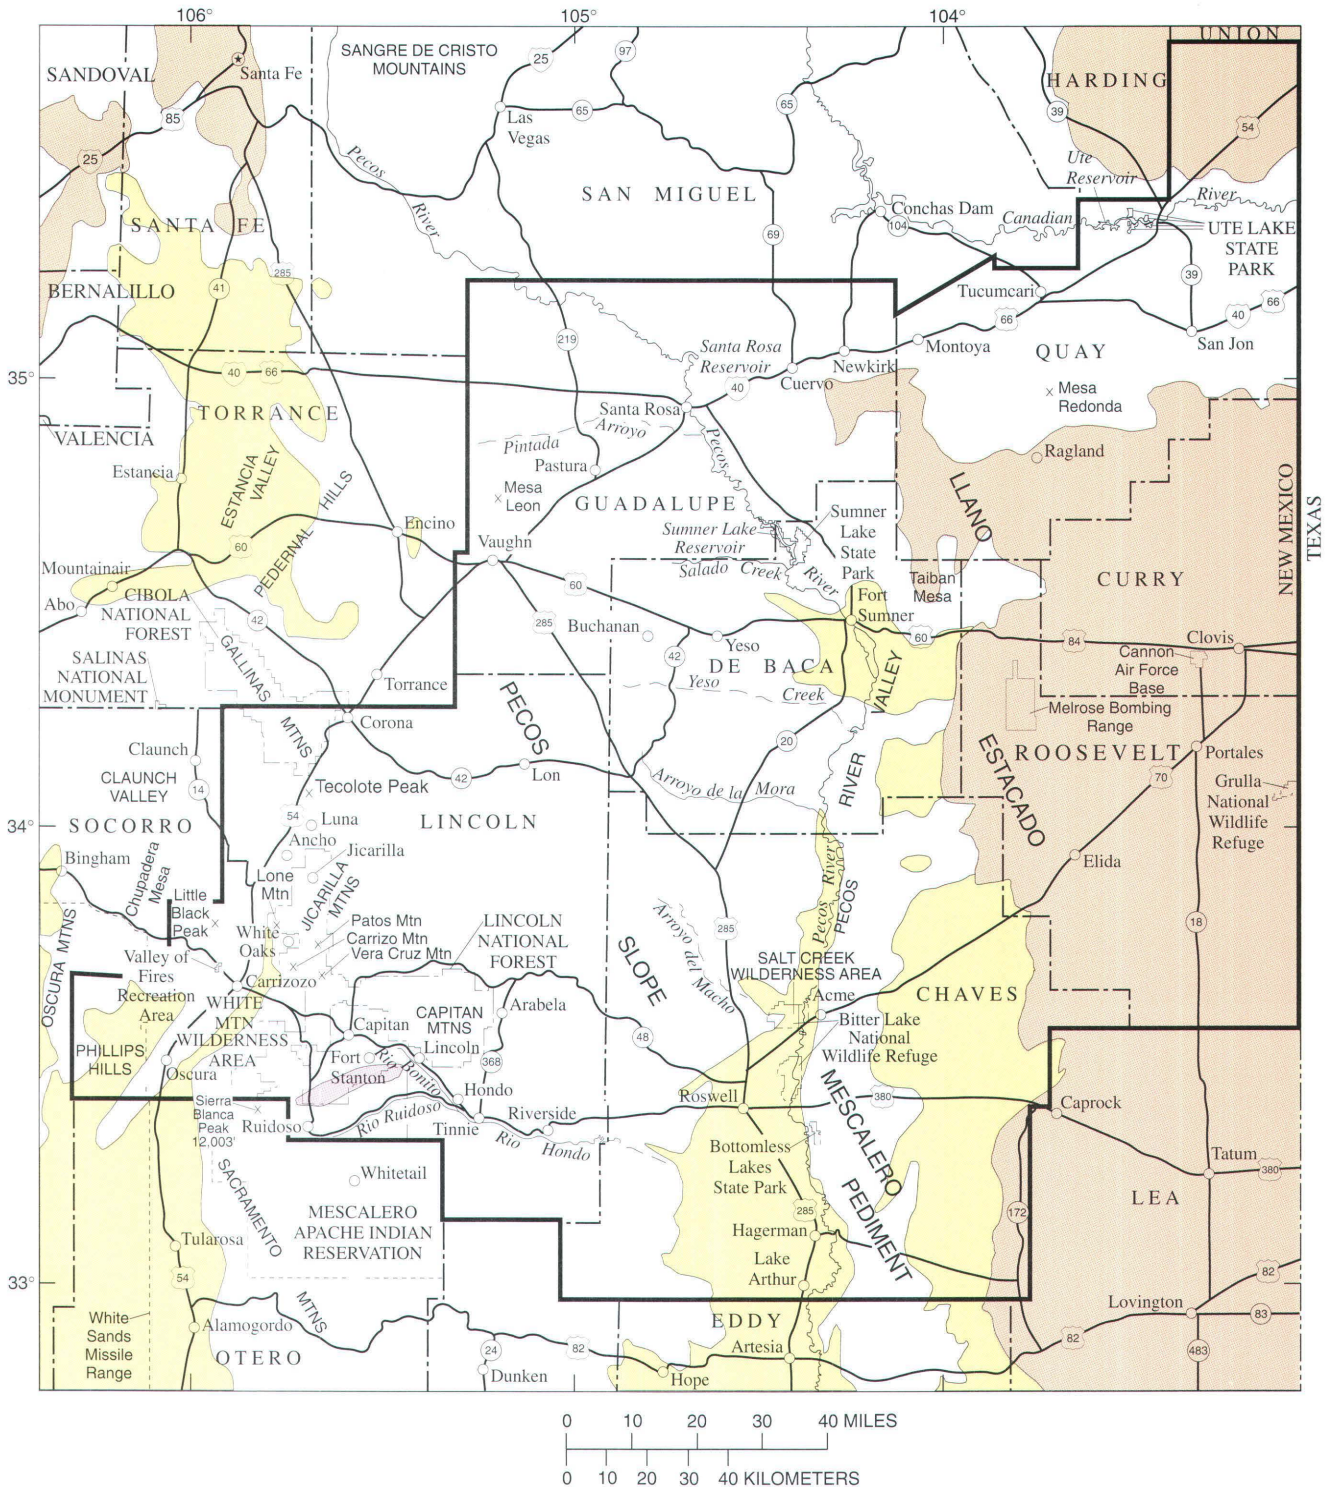 106°
105°
104°
UNION
SANDOVAL
Santa Fe
SANGRE DE CRISTO
MOUNTAINS
25
97
HARDING
85
65
Las
Vegas
65
39
54
25
Pecos
River
SAN MIGUEL
Ute
Reservoir
River
SANTA FE
Conchas Dam
104
Canadian
UTE LAKE
STATE
PARK
69
285
41
39
BERNALILLO
Tucumcari
66
40
66
219
Santa Rosa
Reservoir
Montoya
San Jon
QUAY
35°
40
66
40
Cuervo
Newkirk
Mesa
Redonda
TORRANCE
Santa Rosa
VALENCIA
Pintada
Arroyo
Pecos
Ragland
Estancia
ESTANCIA
VALLEY
Pastura
HILLS
Mesa
Leon
GUADALUPE
LLANO
NEW MEXICO
TEXAS
Sumner
Lake
State
Park
Encino
Sumner Lake
Reservoir
Vaughn
60
PEDERNAL
Salado Creek
River
Mountainair
60
Taiban
Mesa
CURRY
Abo
CIBOLA
NATIONAL
FOREST
42
285
Buchanan
Fort
Sumner
60
84
Clovis
GALLINAS
MTNS
42
Yeso
DE BACA
Cannon
Air Force
Base
SALINAS
NATIONAL
MONUMENT
Torrance
Yeso
Creek
VALLEY
PECOS
Melrose Bombing
Range
Corona
20
Claunch
ESTACADO
ROOSEVELT
Portales
CLAUNCH
VALLEY
14
42
Lon
RIVER
70
Tecolote Peak
Arroyo de la Mora
Grulla
National
Wildlife
Refuge
54
34°
SOCORRO
Luna
LINCOLN
Ancho
Bingham
Jicarilla
Elida
Chupadera
Mesa
Lone
Mtn
JICARILLA
MTNS
Pecos River
PECOS
Little
Black
Peak
Patos Mtn
Carrizo Mtn
Vera Cruz Mtn
LINCOLN
NATIONAL
FOREST
Arroyo del Macho
285
18
OSCURA MTNS
White
Oaks
SLOPE
SALT CREEK
WILDERNESS AREA
Valley of
Fires
Recreation
Area
Carrizozo
Arabela
Acme
CHAVES
WHITE
MTN
WILDERNESS
AREA
Capitan
CAPITAN
MTNS
Lincoln
Bitter Lake
National
Wildlife Refuge
48
PHILLIPS
HILLS
Oscura
Fort
Stanton
Rio
Bonito
368
Hondo
Roswell
MESCALERO
PEDIMENT
380
Caprock
Sierra
Blanca
Peak
12,003'
Ruidoso
Rio Ruidoso
Tinnie
Riverside
Rio
Hondo
Bottomless
Lakes
State Park
Tatum
380
Whitetail
SACRAMENTO
MTNS
LEA
MESCALERO
APACHE INDIAN
RESERVATION
285
172
Hagerman
Tularosa
33°
54
Lake
Arthur
82
White
Sands
Missile
Range
Lovington
83
EDDY
Alamogordo
OTERO
24
82
Artesia
82
483
Dunken
Hope
0 10 20 30 40 MILES
0 10 20 30 40 KILOMETERS